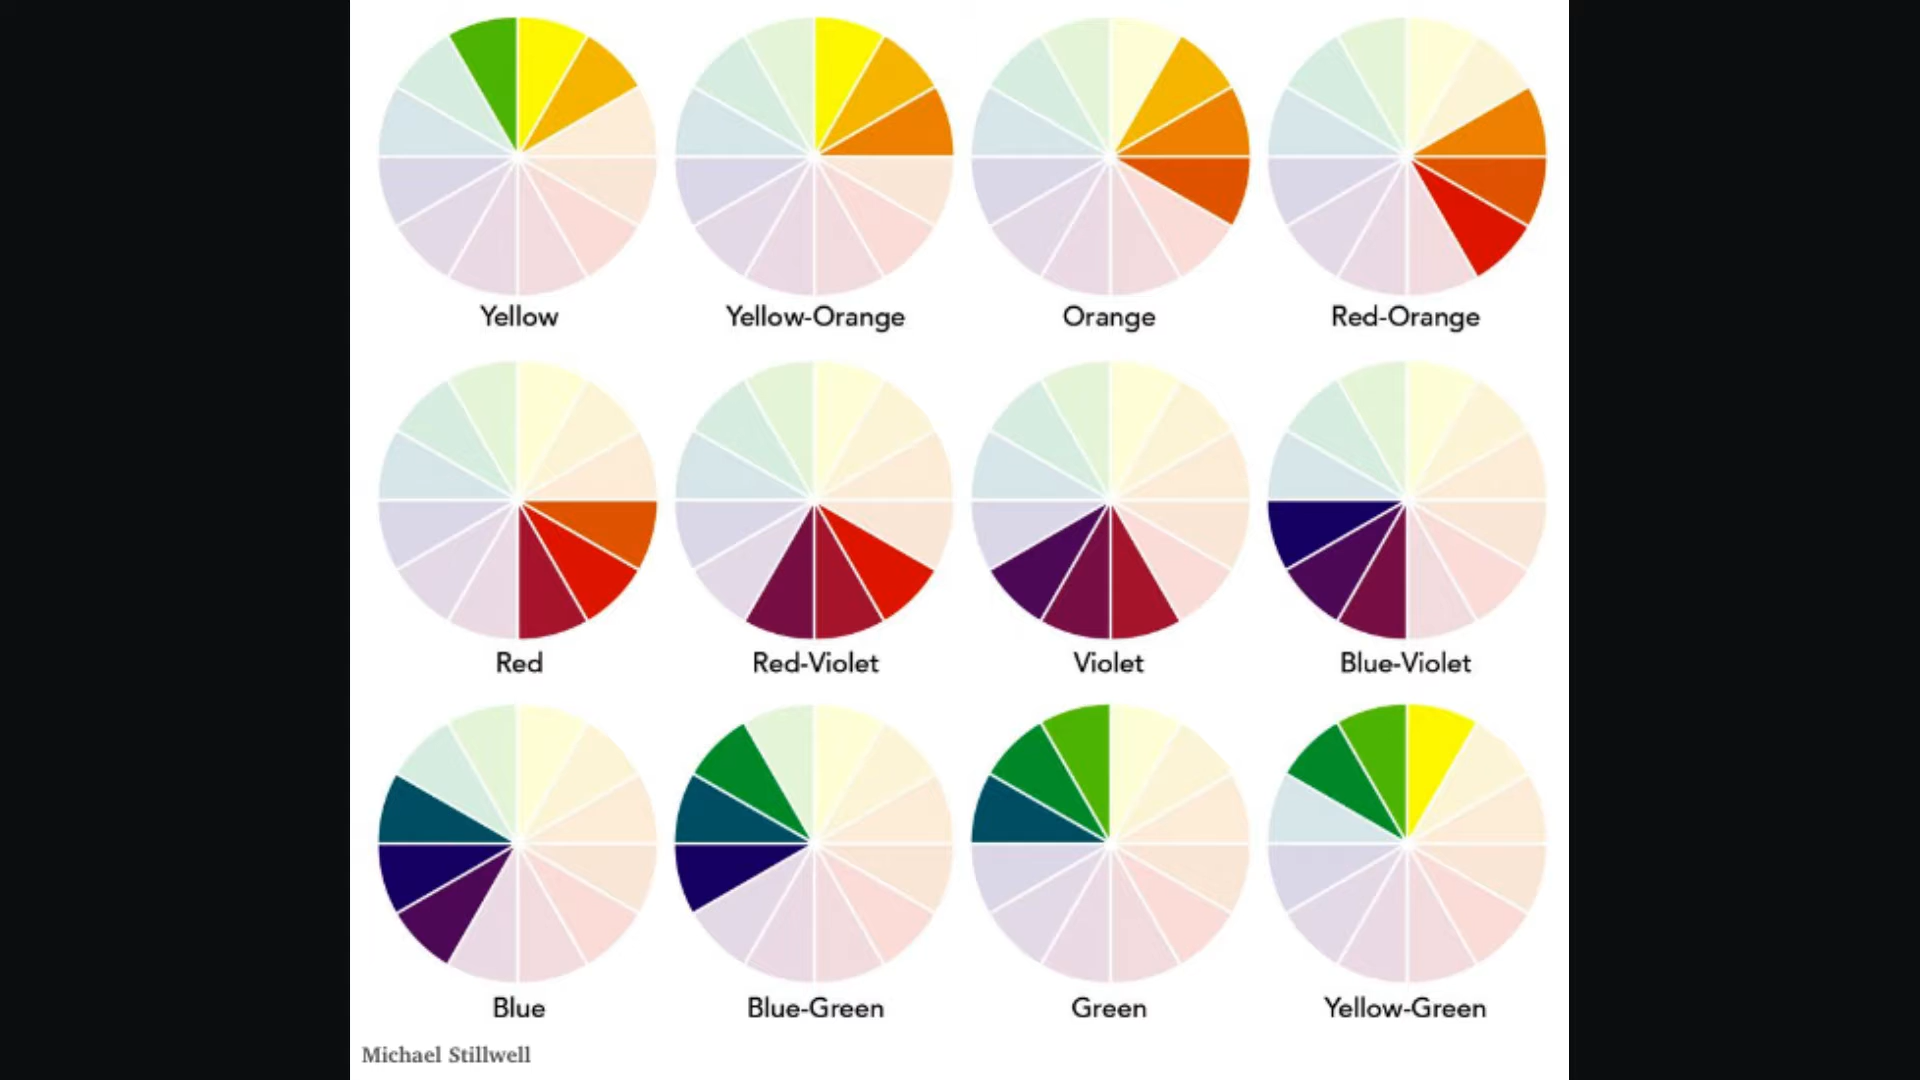 Yellow
Yellow-Orange
Orange
Red-Orange
Red
Red-Violet
Violet
Blue-Violet
Blue
Blue-Green
Green
Yellow-Green
Michael Stillwell